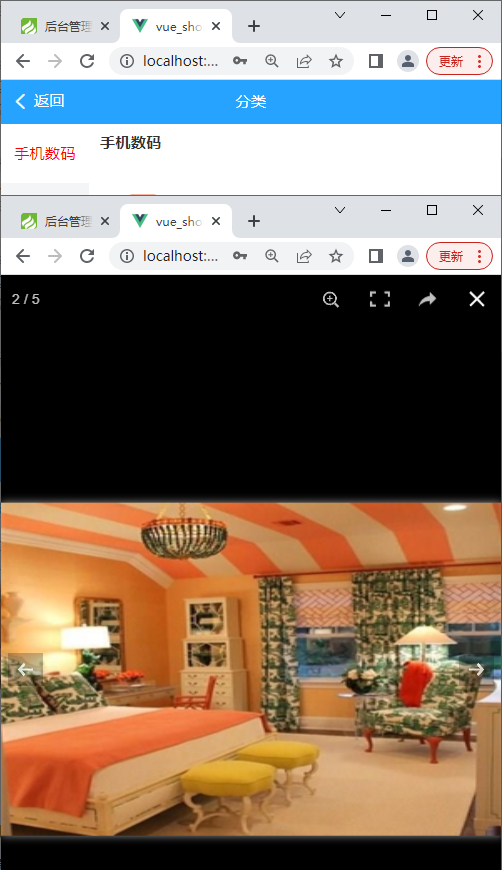 后台管理
vue_sho
localhost:...
更新
返回
分类
手机数码
手机数码
后台管理
vue_sho
localhost:...
更新
2 / 5